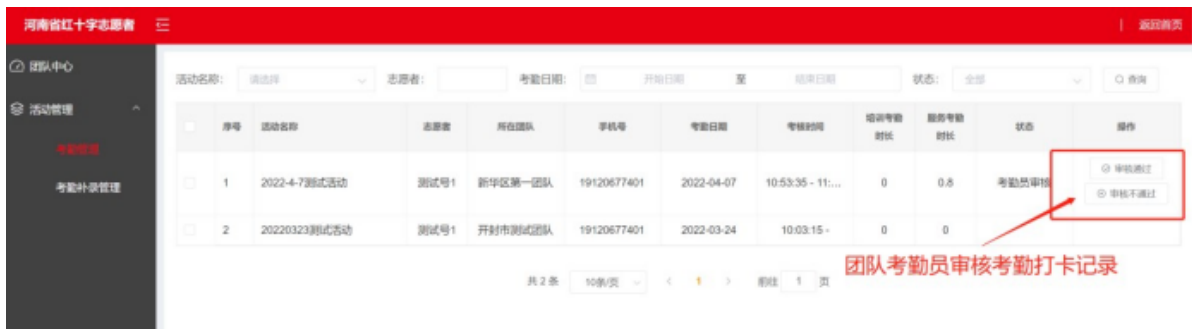 河南省红十字志愿者
返回首页
团队中心
活动名称:
请选择
志愿者:
考勤日期:
开始日期
至
结束日期
状态:
全部
查询
活动管理
序号
活动名称
志愿者
所在团队
手机号
考勤日期
考核时间
培训考勤时长
服务考勤时长
状态
操作
考勤管理
考勤补录管理
1
2022-4-7测试活动
测试号1
新华区第一团队
19120677401
2022-04-07
10:53:35 - 11:...
0
0.8
考勤员审核
审核通过
审核不通过
2
20220323测试活动
测试号1
开封市测试团队
19120677401
2022-03-24
10:03:15 -
0
0
团队考勤员审核考勤打卡记录
共 2 条
10条/页
1
前往
1
页